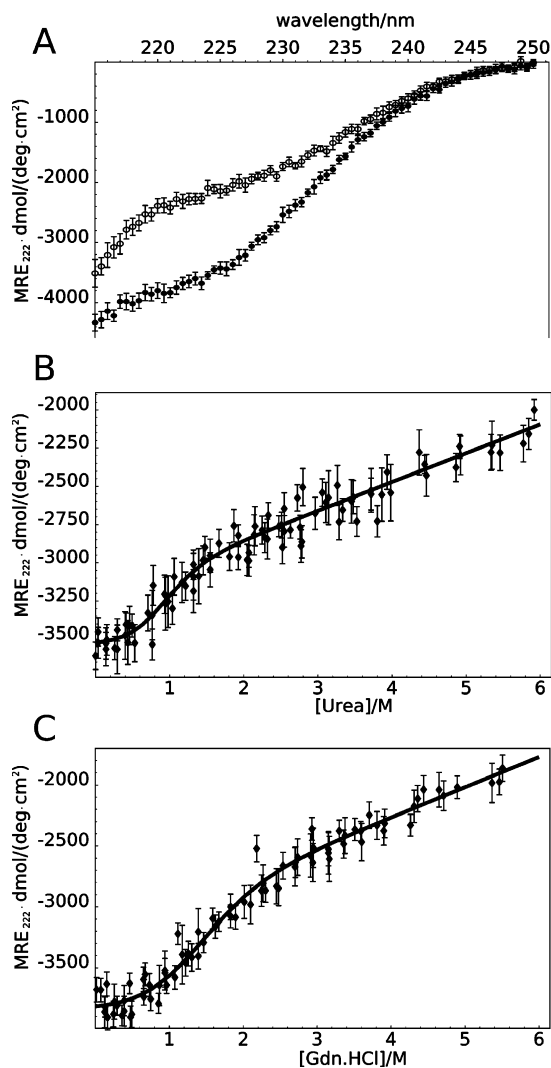 wavelength/nm
A
220 225 230 235 240 245 250
-1000
-2000
-3000
-4000
MRE222· dmol/(deg·cm²)
B
-2000
-2250
-2500
-2750
-3000
-3250
-3500
MRE222· dmol/(deg·cm²)
1 2 3 4 5 6
[Urea]/M
C
-2000
-2500
-3000
-3500
MRE222· dmol/(deg·cm²)
1 2 3 4 5 6
[Gdn.HCl]/M